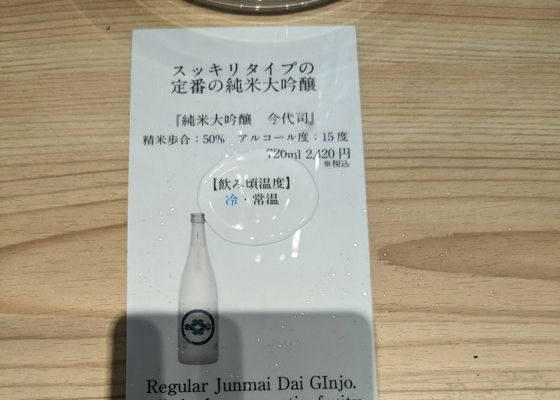 スッキリタイプの
定番の純米大吟醸
『純米大吟醸　今代司』
精米歩合：50%　アルコール度：15度
720ml 2,420円
※税込
【飲み頃温度】
冷・常温
Regular Junmai Dai GInjo.